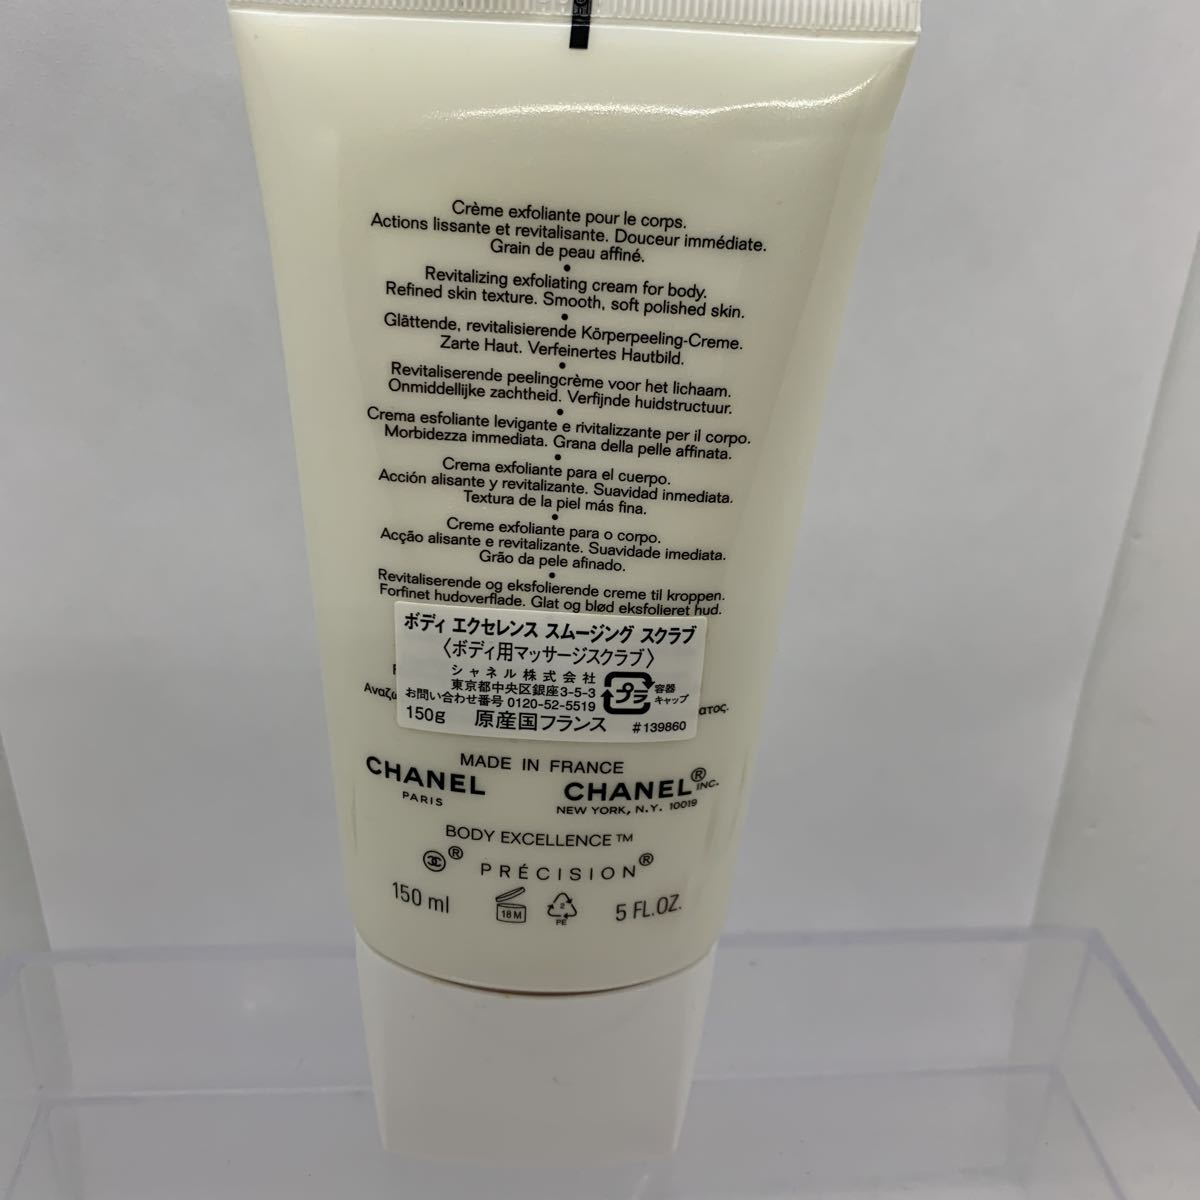 Crème exfoliante pour le corps.
Actions lissante et revitalisante. Douceur immédiate.
Grain de peau affiné.
•
Revitalizing exfoliating cream for body.
Refined skin texture. Smooth, soft polished skin.
•
Glättende, revitalisierende Körperpeeling-Creme.
Zarte Haut. Verfeinertes Hautbild.
•
Revitaliserende peelingcrème voor het lichaam.
Onmiddellijke zachtheid. Verfijnde huidstructuur.
•
Crema esfoliante levigante e rivitalizzante per il corpo.
Morbidezza immediata. Grana della pelle affinata.
•
Crema exfoliante para el cuerpo.
Acción alisante y revitalizante. Suavidad inmediata.
Textura de la piel más fina.
•
Creme exfoliante para o corpo.
Acção alisante e revitalizante. Suavidade imediata.
Grão da pele afinado.
•
Revitaliserende og eksfolierende creme til kroppen.
Forfinet hudoverflade. Glat og blød eksfolieret hud.
ボディ エクセレンス スムージング スクラブ
〈ボディ用マッサージスクラブ〉
シャネル株式会社
東京都中央区銀座3-5-3
お問い合わせ番号 0120-52-5519
プラ 容器
キャップ
150g 原産国フランス #139860
MADE IN FRANCE
CHANEL
PARIS
CHANEL® INC.
NEW YORK, N.Y. 10019
BODY EXCELLENCE™
® PRÉCISION®
150 ml
18 M
2
PE
5 FL.OZ.